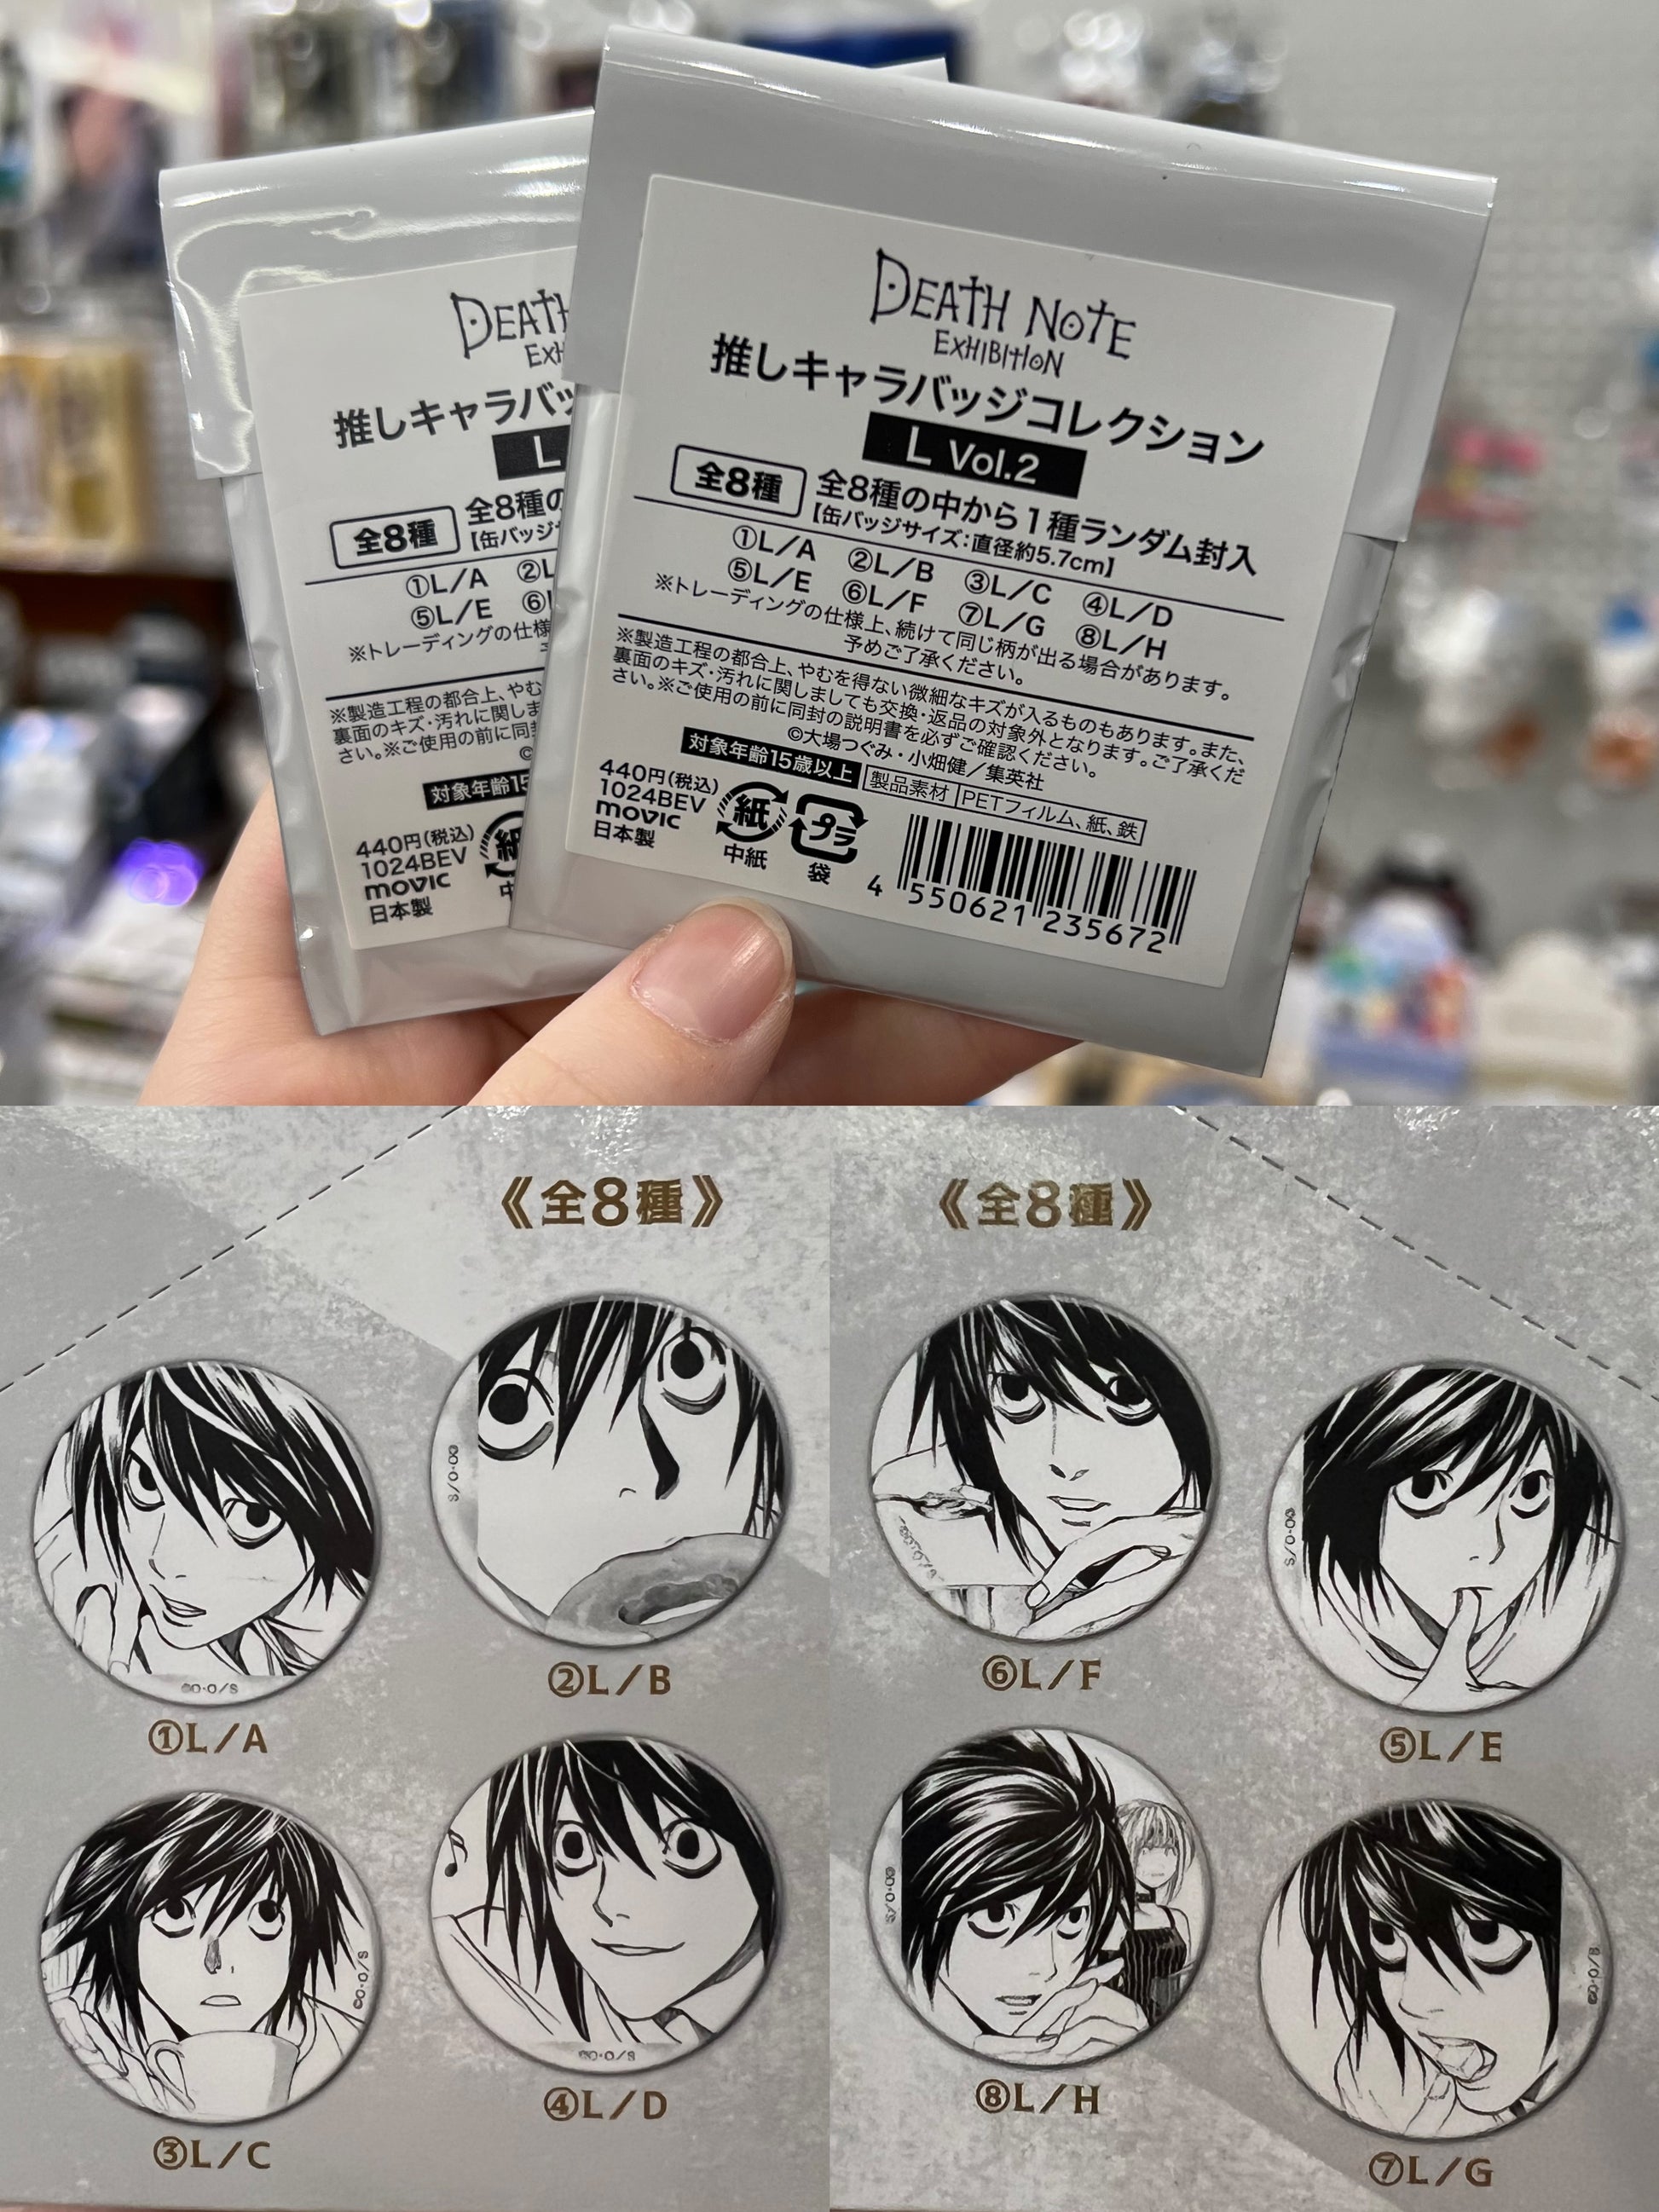 DEATH NOTE
EXHIBITION
推しキャラバッジコレクション
L Vol.2
全8種 全8種の中から1種ランダム封入
【缶バッジサイズ:直径約5.7cm】
①L/A ②L/B ③L/C ④L/D
⑤L/E ⑥L/F ⑦L/G ⑧L/H
※トレーディングの仕様上、続けて同じ柄が出る場合があります。
予めご了承ください。
※製造工程の都合上、やむを得ない微細なキズが入るものもあります。また、
裏面のキズ・汚れに関しましても交換・返品の対象外となります。ご了承くだ
さい。※ご使用の前に同封の説明書を必ずご確認ください。
©大場つぐみ・小畑健/集英社
対象年齢15歳以上 製品素材 PETフィルム、紙、鉄
440円(税込)
1024BEV
movic
日本製
紙
中紙
プラ
袋
4 550621 235672
DEATH
EXH
推しキャラバッ
L
全8種 全8種の
【缶バッジサ
①L/A ②L
⑤L/E ⑥
※トレーディングの仕様
予
※製造工程の都合上、やむ
裏面のキズ・汚れに関しま
さい。※ご使用の前に同
©
対象年齢15
440円(税込)
1024BEV
movic
日本製
紙
中
《全8種》
①L/A
②L/B
③L/C
④L/D
《全8種》
⑥L/F
⑤L/E
⑧L/H
⑦L/G
©O・O/S
©O・O/S
©O・O/S
©O・O/S
©O・O/S
©O・O/S
©O・O/S
©O・O/S